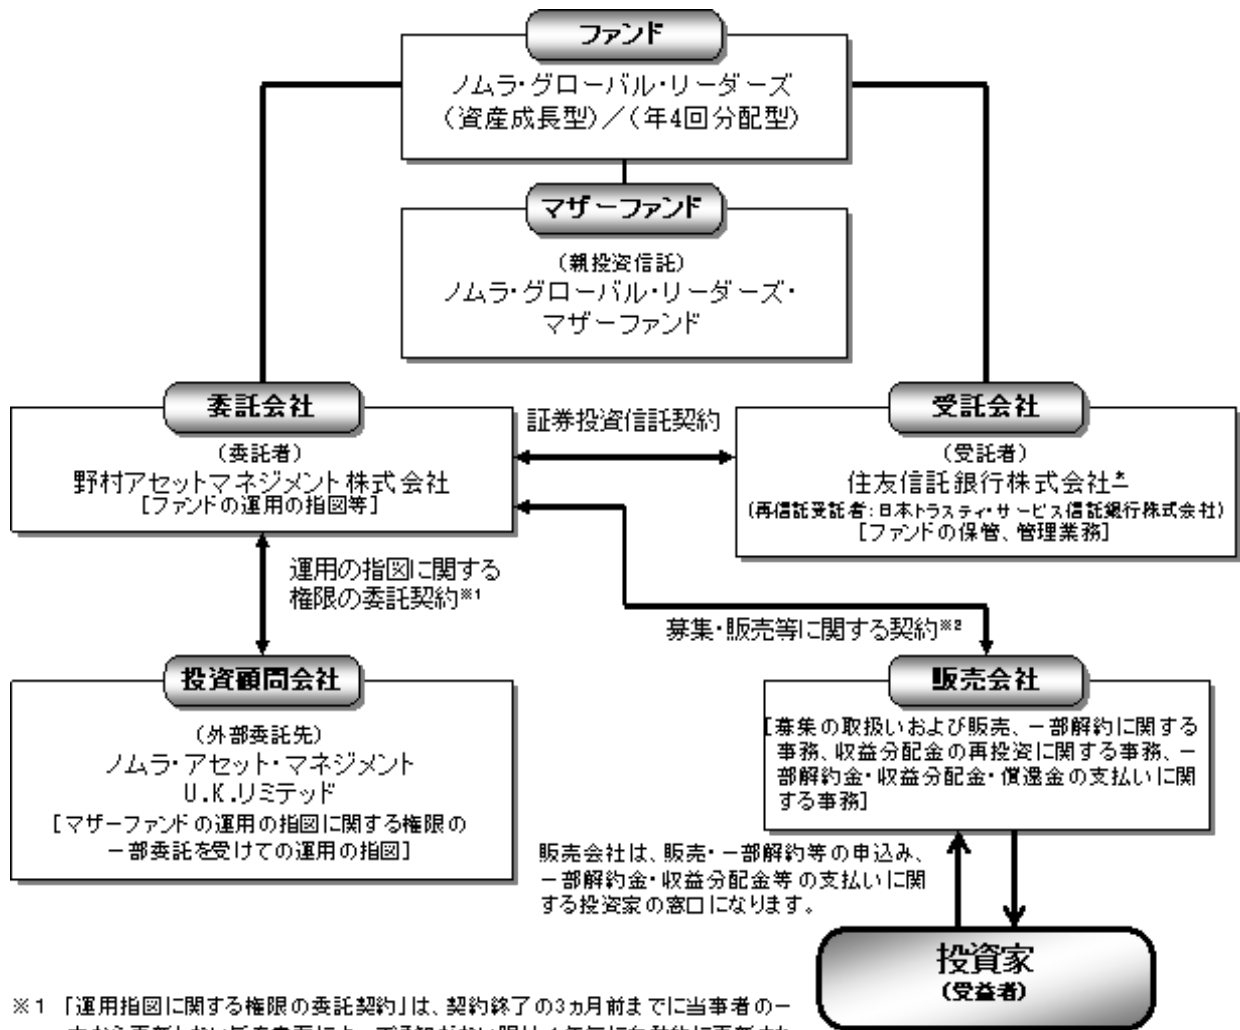 ファンド
ノムラ・グローバル・リーダーズ
（資産成長型）／（年4回分配型）
マザーファンド
（親投資信託）
ノムラ・グローバル・リーダーズ・
マザーファンド
委託会社
（委託者）
野村アセットマネジメント株式会社
［ファンドの運用の指図等］
証券投資信託契約
受託会社
（受託者）
住友信託銀行株式会社*
（再信託受託者：日本トラスティ・サービス信託銀行株式会社）
［ファンドの保管、管理業務］
運用の指図に関する
権限の委託契約※1
募集・販売等に関する契約※2
投資顧問会社
（外部委託先）
ノムラ・アセット・マネジメント
U.K.リミテッド
［マザーファンドの運用の指図に関する権限の
一部委託を受けての運用の指図］
販売会社
［募集の取扱いおよび販売、一部解約に関する
事務、収益分配金の再投資に関する事務、一
部解約金・収益分配金・償還金の支払いに関
する事務］
販売会社は、販売・一部解約等の申込み、
一部解約金・収益分配金等の支払いに関
する投資家の窓口になります。
投資家
（受益者）
※1 「運用指図に関する権限の委託契約」は、契約終了の3ヵ月前までに当事者の一